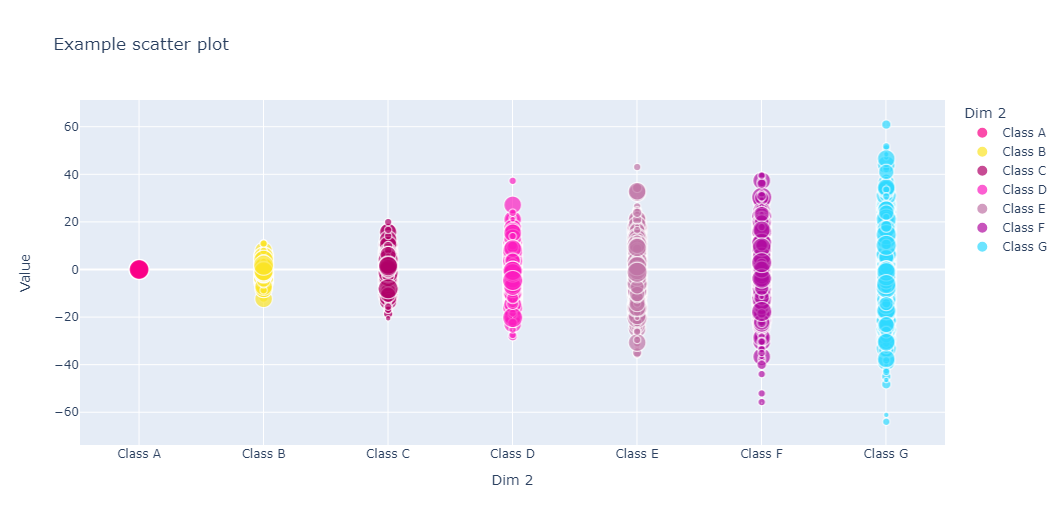 Example scatter plot
Dim 2
Class A
Class B
Class C
Class D
Class E
Class F
Class G
60
40
20
0
−20
−40
−60
Value
Class A Class B Class C Class D Class E Class F Class G
Dim 2